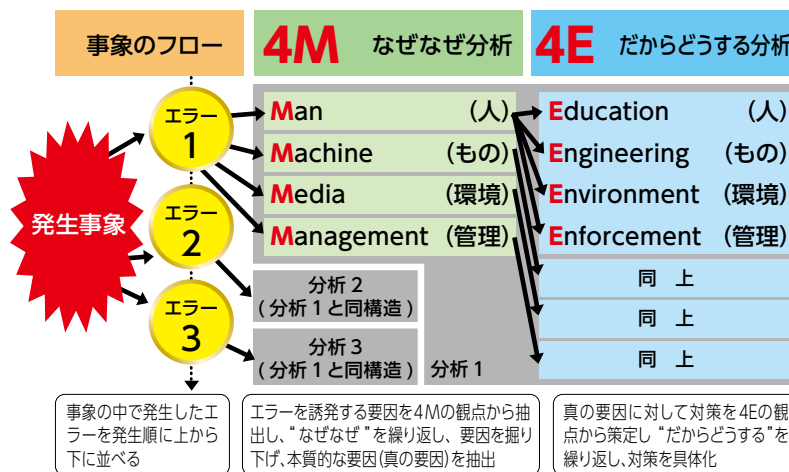 事象のフロー
4M なぜなぜ分析
4E だからどうする分析
発生事象
エラー
1
エラー
2
エラー
3
Man (人)
Machine (もの)
Media (環境)
Management (管理)
分析2
(分析1と同構造)
分析3
(分析1と同構造)
分析1
Education (人)
Engineering (もの)
Environment (環境)
Enforcement (管理)
同 上
同 上
同 上
事象の中で発生したエ
ラーを発生順に上から
下に並べる
エラーを誘発する要因を4Mの観点から抽
出し、“なぜなぜ”を繰り返し、要因を掘り
下げ、本質的な要因(真の要因)を抽出
真の要因に対して対策を4Eの観
点から策定し“だからどうする”を
繰り返し、対策を具体化